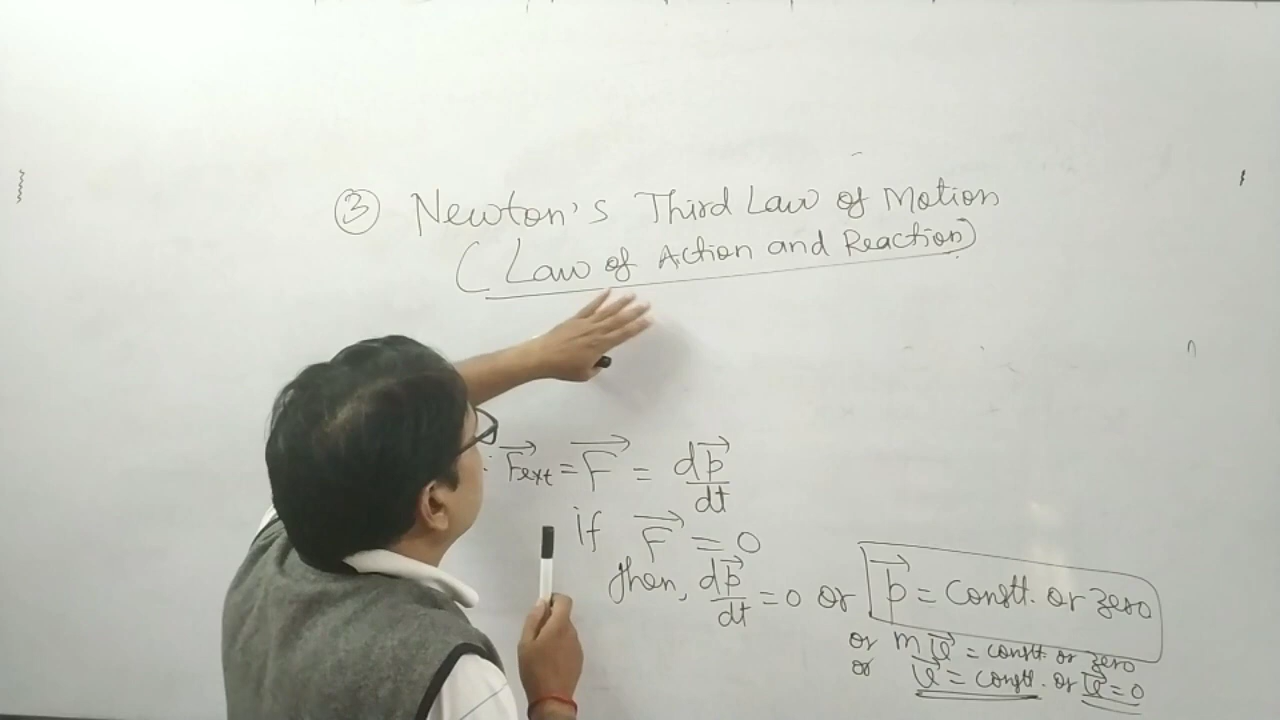 ③ Newton's Third Law of Motion
(Law of Action and Reaction)
: F⃗ext = F⃗ = dp⃗/dt
if F⃗ = 0
then, dp⃗/dt = 0 or p⃗ = Constt. or zero
or mv⃗ = constt. or zero
or v⃗ = constt. or v⃗ = 0